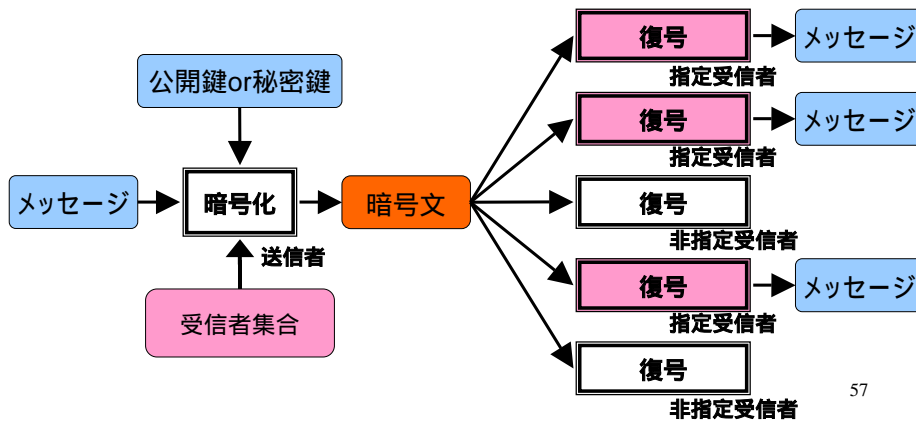 復号
メッセージ
指定受信者
公開鍵or秘密鍵
復号
メッセージ
指定受信者
メッセージ
暗号化
暗号文
復号
送信者
非指定受信者
受信者集合
復号
メッセージ
指定受信者
復号
非指定受信者
57